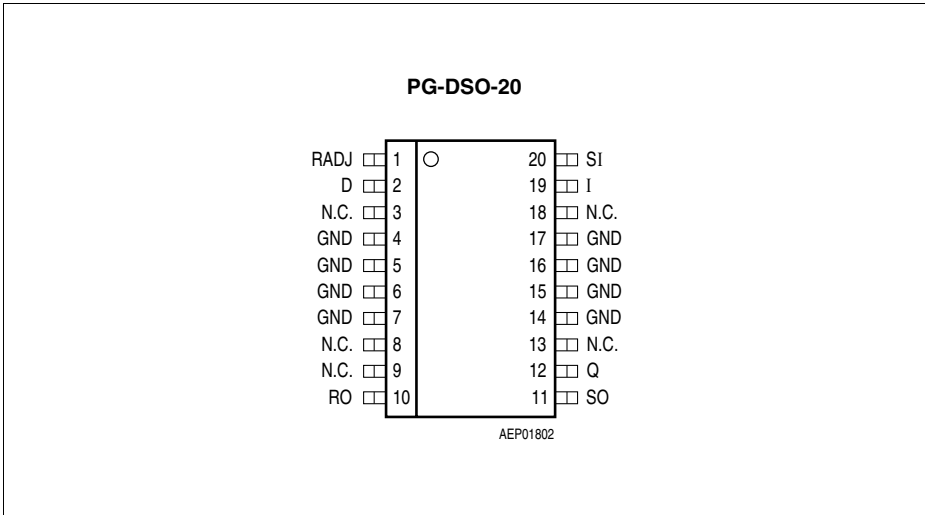 PG-DSO-20
RADJ 1 20 SI
D 2 19 I
N.C. 3 18 N.C.
GND 4 17 GND
GND 5 16 GND
GND 6 15 GND
GND 7 14 GND
N.C. 8 13 N.C.
N.C. 9 12 Q
RO 10 11 SO
AEP01802